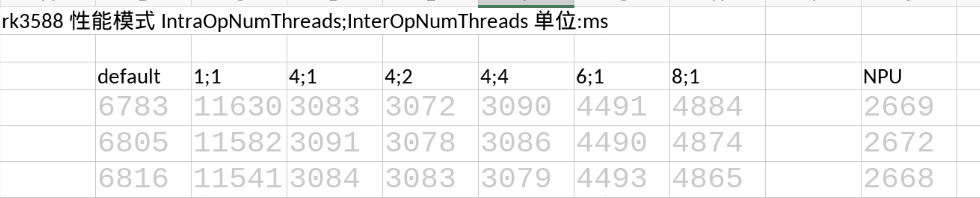 rk3588 性能模式 IntraOpNumThreads;InterOpNumThreads 单位:ms
default 1;1 4;1 4;2 4;4 6;1 8;1 NPU
6783 11630 3083 3072 3090 4491 4884 2669
6805 11582 3091 3078 3086 4490 4874 2672
6816 11541 3084 3083 3079 4493 4865 2668